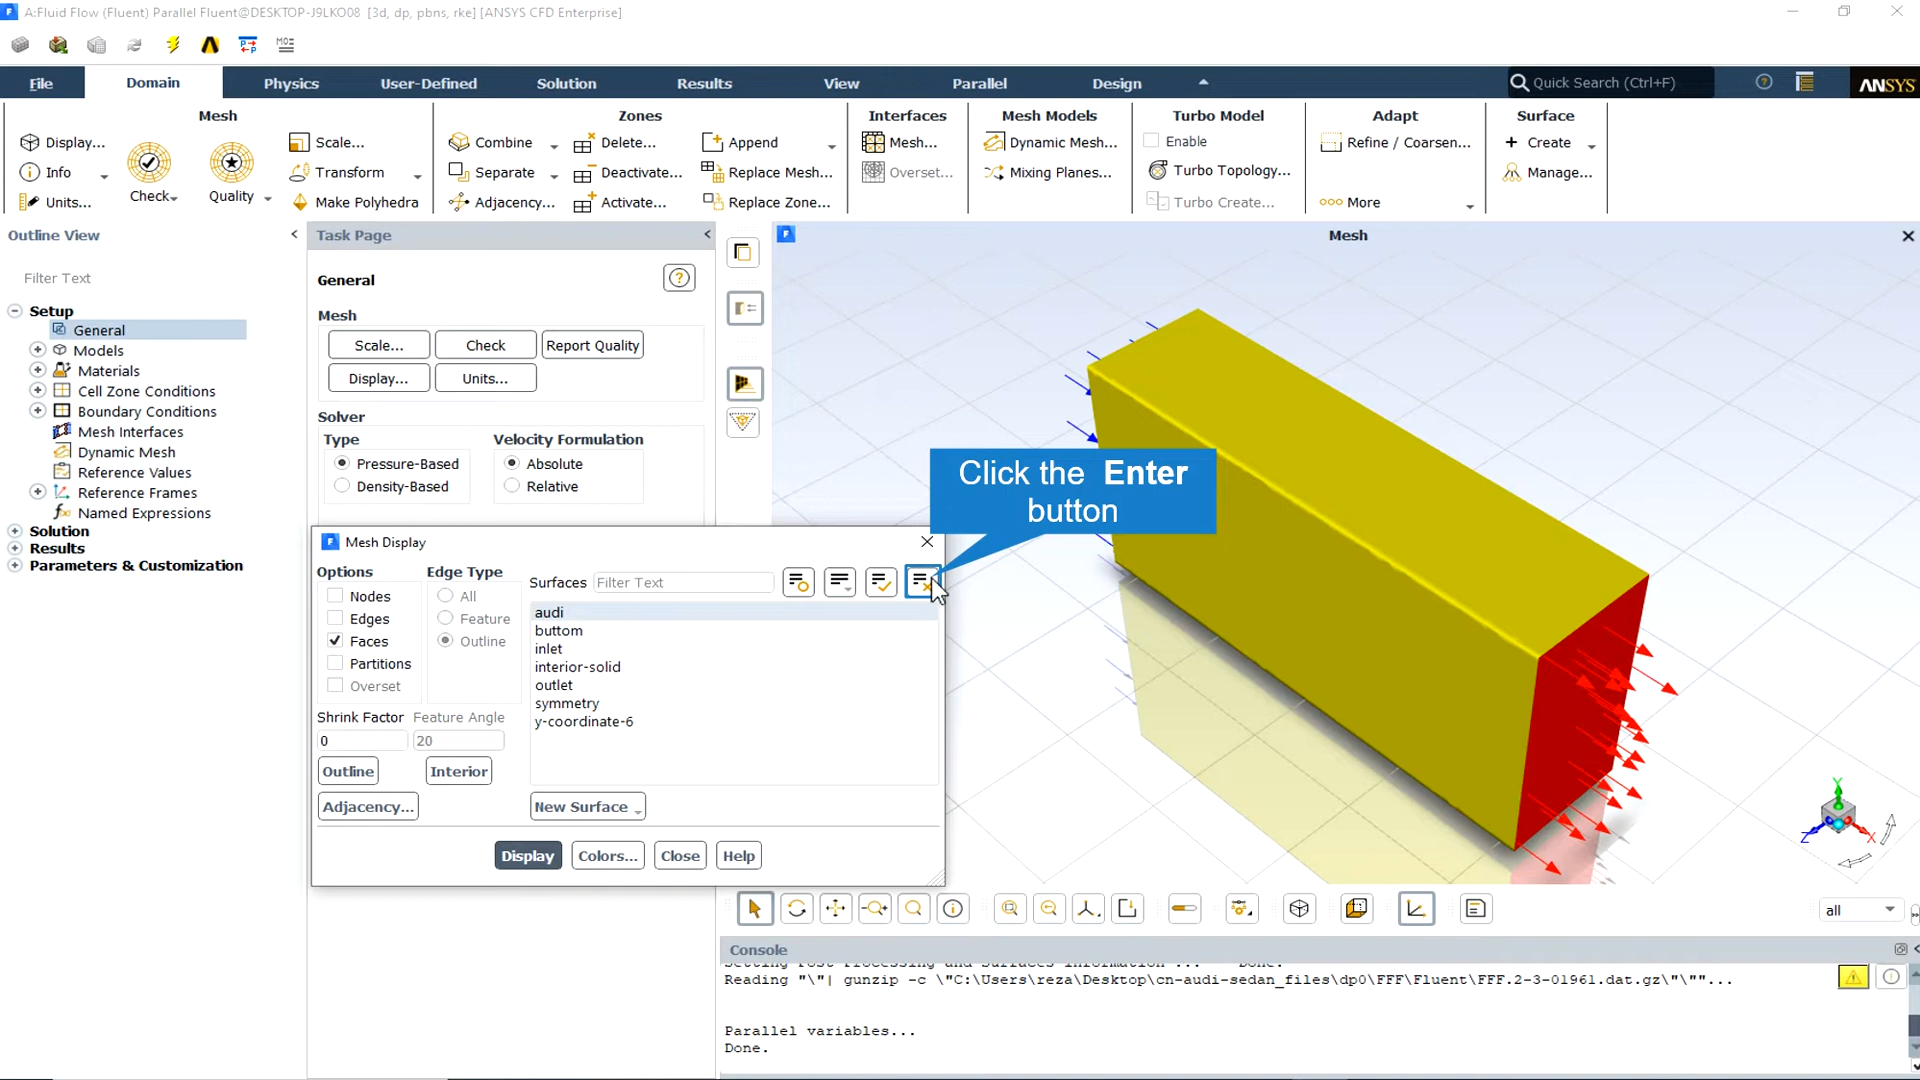 A:Fluid Flow (Fluent) Parallel Fluent@DESKTOP-J9LKO08 [3d, dp, pbns, rke] [ANSYS CFD Enterprise]
File
Domain
Physics
User-Defined
Solution
Results
View
Parallel
Design
Quick Search (Ctrl+F)
ANSYS
Mesh
Display...
Info
Units...
Check
Quality
Scale...
Transform
Make Polyhedra
Zones
Combine
Separate
Adjacency...
Delete...
Deactivate...
Activate...
Append
Replace Mesh...
Replace Zone...
Interfaces
Mesh...
Overset...
Mesh Models
Dynamic Mesh...
Mixing Planes...
Turbo Model
Enable
Turbo Topology...
Turbo Create...
Adapt
Refine / Coarsen...
More
Surface
Create
Manage...
Outline View
Filter Text
Setup
General
Models
Materials
Cell Zone Conditions
Boundary Conditions
Mesh Interfaces
Dynamic Mesh
Reference Values
Reference Frames
Named Expressions
Solution
Results
Parameters & Customization
Task Page
General
Mesh
Scale... Check Report Quality
Display... Units...
Solver
Type Velocity Formulation
Pressure-Based Absolute
Density-Based Relative
Mesh
Click the Enter
button
Mesh Display
Options
Nodes
Edges
Faces
Partitions
Overset
Edge Type
All
Feature
Outline
Shrink Factor Feature Angle
0 20
Outline Interior
Adjacency...
Surfaces Filter Text
audi
buttom
inlet
interior-solid
outlet
symmetry
y-coordinate-6
New Surface
Display Colors... Close Help
Y
Z
X
all
Console
Reading "\"| gunzip -c \"C:\Users\reza\Desktop\cn-audi-sedan_files\dp0\FFF\Fluent\FFF.2-3-01961.dat.gz\"\""...
Parallel variables...
Done.